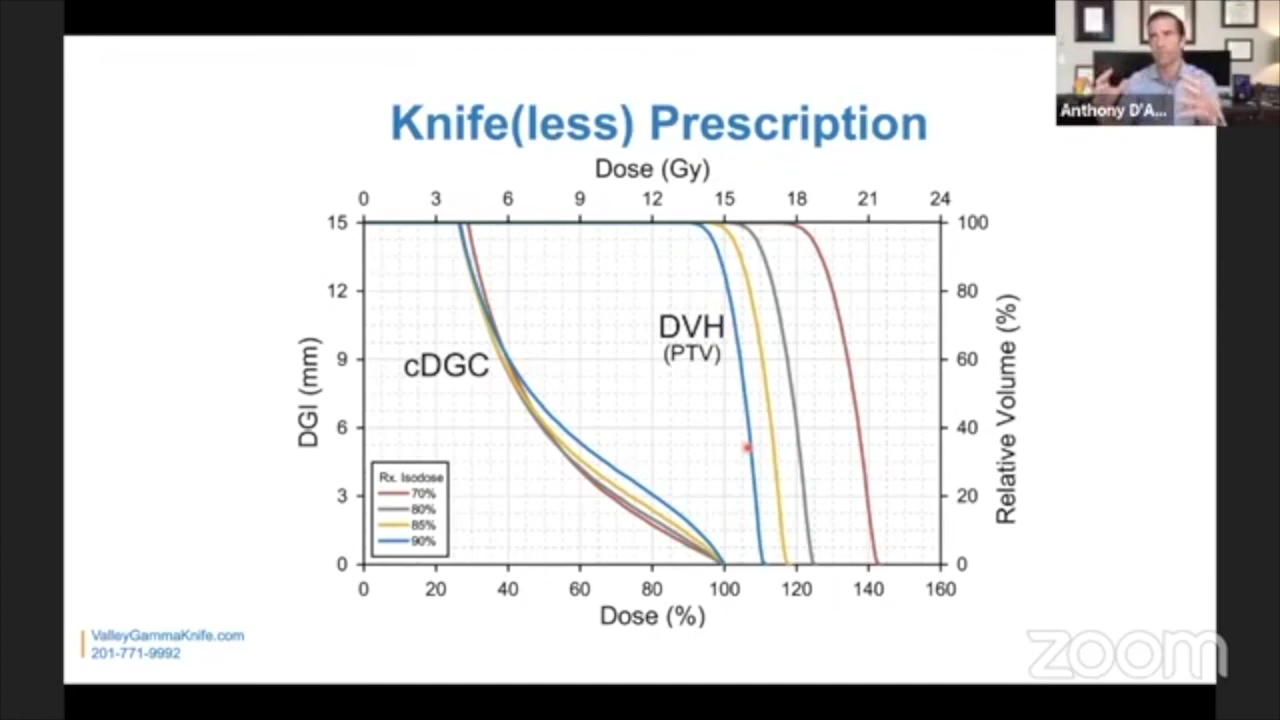 Anthony D'A...
Knife(less) Prescription
Dose (Gy)
0 3 6 9 12 15 18 21 24
15 100
12 80
9 60
6 40
3 20
0 0
DGI (mm)
Relative Volume (%)
cDGC
DVH
(PTV)
Rx. Isodose
70%
80%
85%
90%
0 20 40 60 80 100 120 140 160
Dose (%)
ValleyGammaKnife.com
201-771-9992
zoom